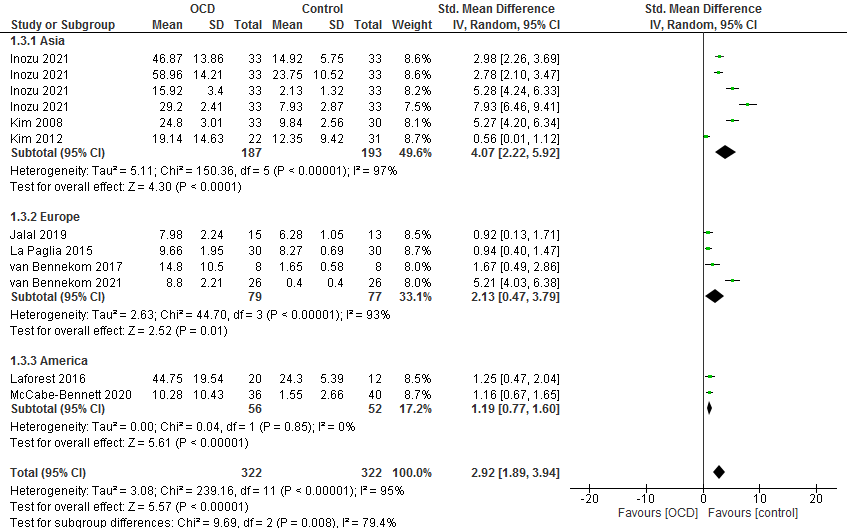 OCD Control Std. Mean Difference Std. Mean Difference
Study or Subgroup Mean SD Total Mean SD Total Weight IV, Random, 95% CI IV, Random, 95% CI
1.3.1 Asia
Inozu 2021 46.87 13.86 33 14.92 5.75 33 8.6% 2.98 [2.26, 3.69]
Inozu 2021 58.96 14.21 33 23.75 10.52 33 8.6% 2.78 [2.10, 3.47]
Inozu 2021 15.92 3.4 33 2.13 1.32 33 8.2% 5.28 [4.24, 6.33]
Inozu 2021 29.2 2.41 33 7.93 2.87 33 7.4% 7.93 [6.46, 9.41]
Kim 2008 24.8 3.01 33 9.84 2.56 30 8.2% 5.27 [4.20, 6.34]
Kim 2012 19.14 14.63 22 12.35 9.42 31 8.7% 0.56 [0.01, 1.12]
Subtotal (95% CI) 187 193 49.6% 4.07 [2.22, 5.92]
Heterogeneity: Tau² = 5.11; Chi² = 150.36, df = 5 (P < 0.00001); I² = 97%
Test for overall effect: Z = 4.30 (P < 0.0001)
1.3.2 Europe
Jalal 2019 7.98 2.24 15 6.28 1.05 13 8.5% 0.92 [0.13, 1.71]
La Paglia 2015 9.66 1.95 30 8.27 0.69 30 8.7% 0.94 [0.40, 1.47]
van Bennekom 2017 14.8 10.5 8 1.65 0.58 8 8.0% 1.67 [0.49, 2.86]
van Bennekom 2021 8.8 2.21 26 0.4 0.4 26 8.0% 5.21 [4.03, 6.38]
Subtotal (95% CI) 79 77 33.1% 2.13 [0.47, 3.79]
Heterogeneity: Tau² = 2.63; Chi² = 44.70, df = 3 (P < 0.00001); I² = 93%
Test for overall effect: Z = 2.52 (P = 0.01)
1.3.3 America
Laforest 2016 44.75 19.54 20 24.3 5.39 12 8.5% 1.25 [0.47, 2.04]
McCabe-Bennett 2020 10.28 10.43 36 1.55 2.66 40 8.7% 1.16 [0.67, 1.65]
Subtotal (95% CI) 56 52 17.2% 1.19 [0.77, 1.60]
Heterogeneity: Tau² = 0.00; Chi² = 0.04, df = 1 (P = 0.85); I² = 0%
Test for overall effect: Z = 5.61 (P < 0.00001)
Total (95% CI) 322 322 100.0% 2.92 [1.89, 3.94]
Heterogeneity: Tau² = 3.08; Chi² = 239.16, df = 11 (P < 0.00001); I² = 95%
Test for overall effect: Z = 5.57 (P < 0.00001)
Test for subgroup differences: Chi² = 9.69, df = 2 (P = 0.008), I² = 79.4%
-20 -10 0 10 20
Favours [OCD] Favours [control]